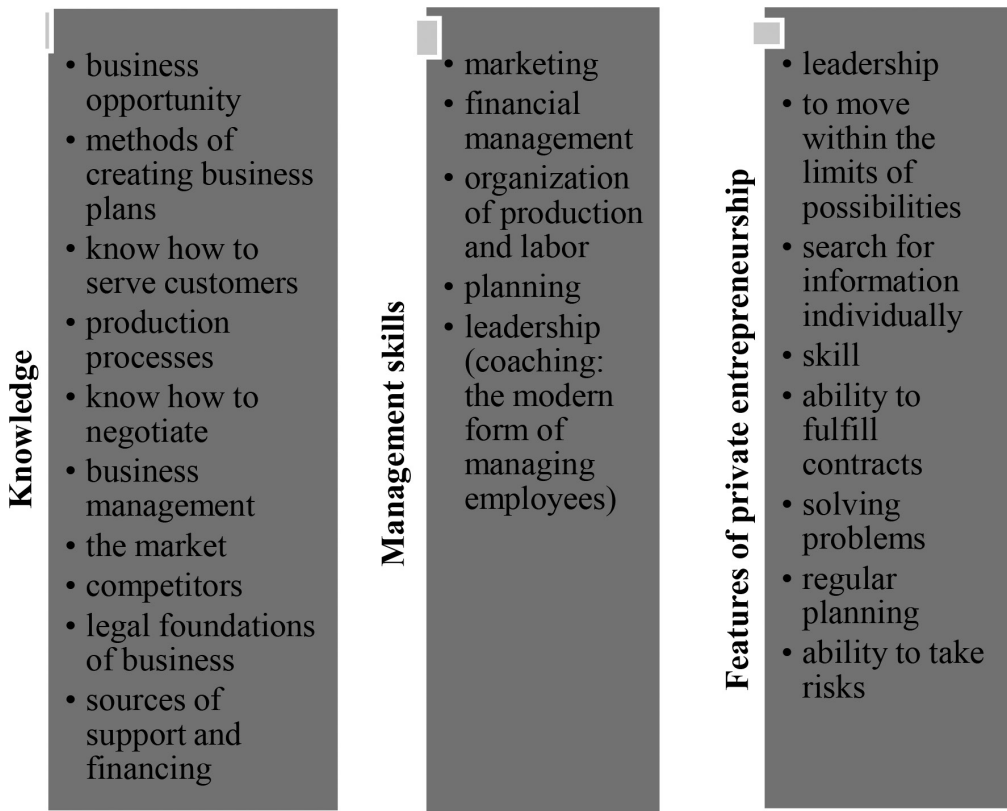 Knowledge
• business
opportunity
• methods of
creating business
plans
• know how to
serve customers
• production
processes
• know how to
negotiate
• business
management
• the market
• competitors
• legal foundations
of business
• sources of
support and
financing
Management skills
• marketing
• financial
management
• organization
of production
and labor
• planning
• leadership
(coaching:
the modern
form of
managing
employees)
Features of private entrepreneurship
• leadership
• to move
within the
limits of
possibilities
• search for
information
individually
• skill
• ability to
fulfill
contracts
• solving
problems
• regular
planning
• ability to take
risks